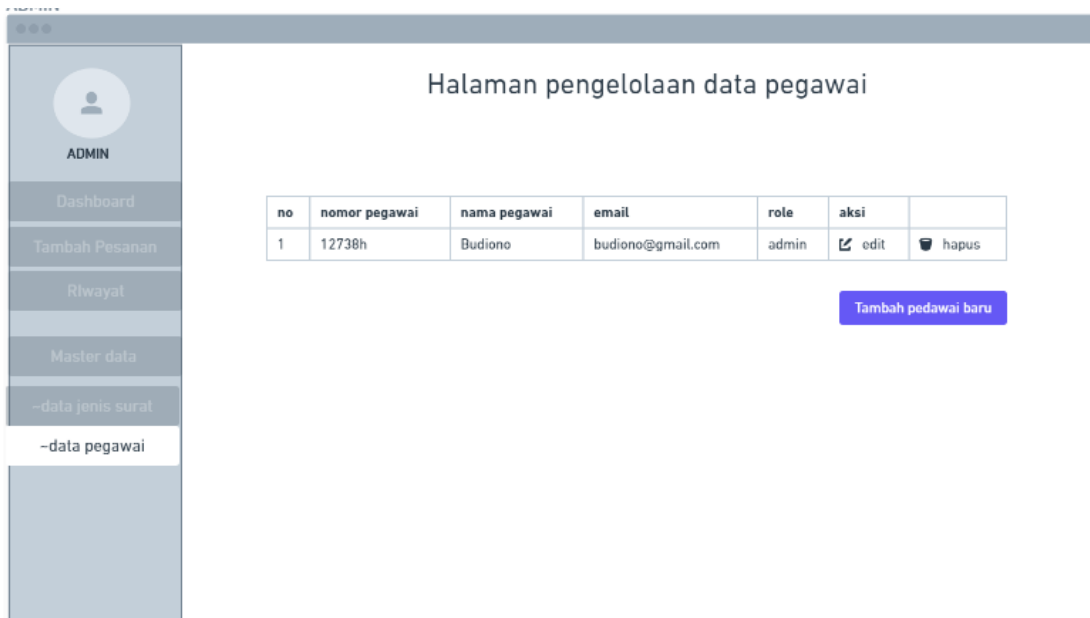 ADMIN
Halaman pengelolaan data pegawai
ADMIN
Dashboard
Tambah Pesanan
RIwayat
Master data
~data jenis surat
~data pegawai
no nomor pegawai nama pegawai email role aksi
1 12738h Budiono budiono@gmail.com admin edit hapus
Tambah pedawai baru